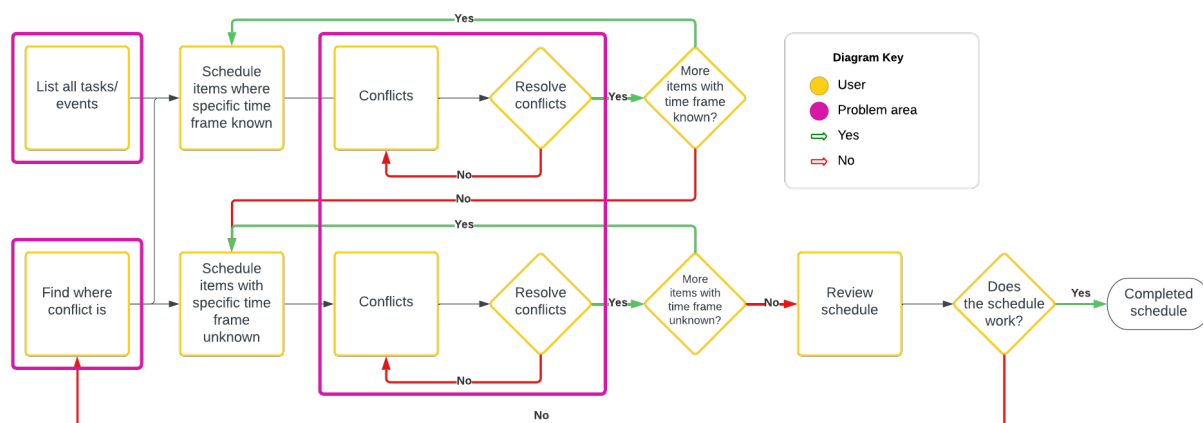 Yes
List all tasks/
events
Schedule
items where
specific time
frame known
Conflicts
Resolve
conflicts
Yes
More
items with
time frame
known?
No
No
Diagram Key
User
Problem area
Yes
No
Yes
Find where
conflict is
Schedule
items with
specific time
frame
unknown
Conflicts
Resolve
conflicts
Yes
More
items with
time frame
unknown?
No
Review
schedule
Does
the schedule
work?
Yes
Completed
schedule
No
No